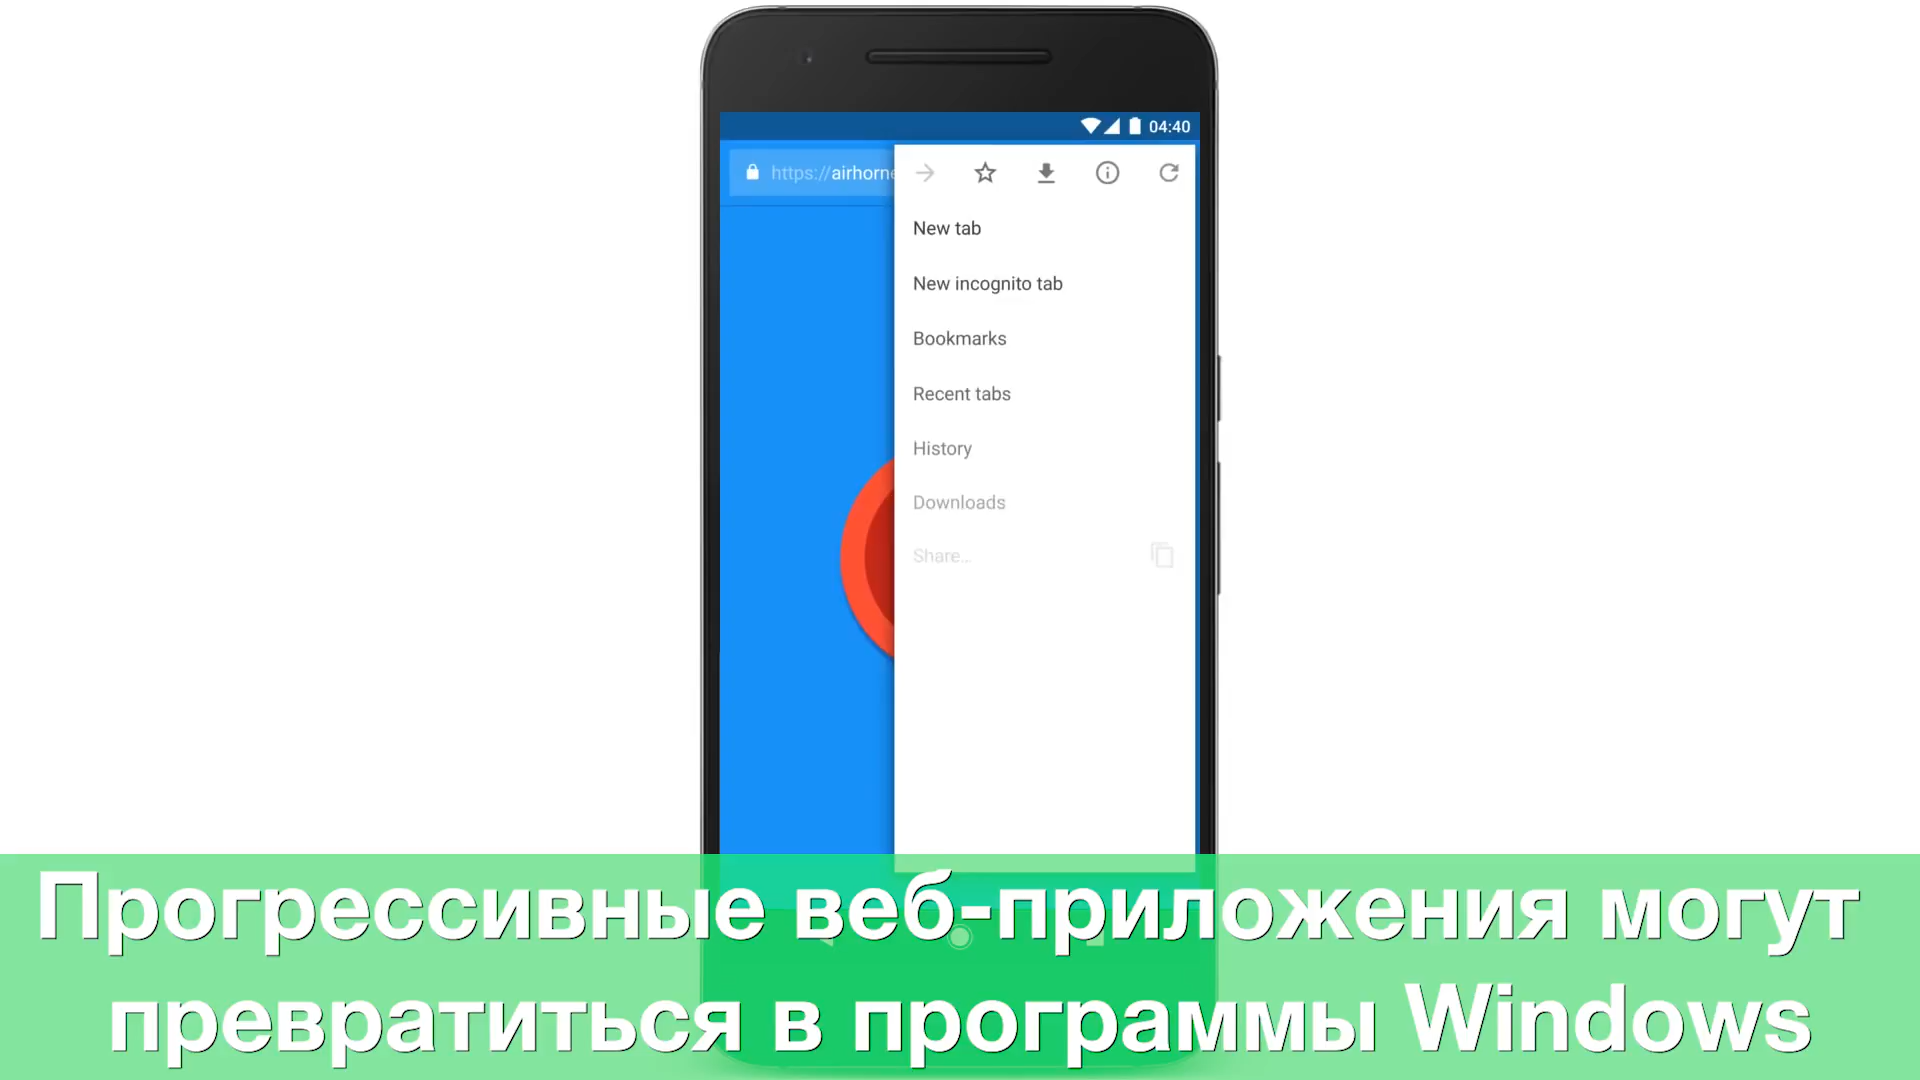 04:40
https://airhorne
New tab
New incognito tab
Bookmarks
Recent tabs
History
Downloads
Share...
Прогрессивные веб-приложения могут
превратиться в программы Windows